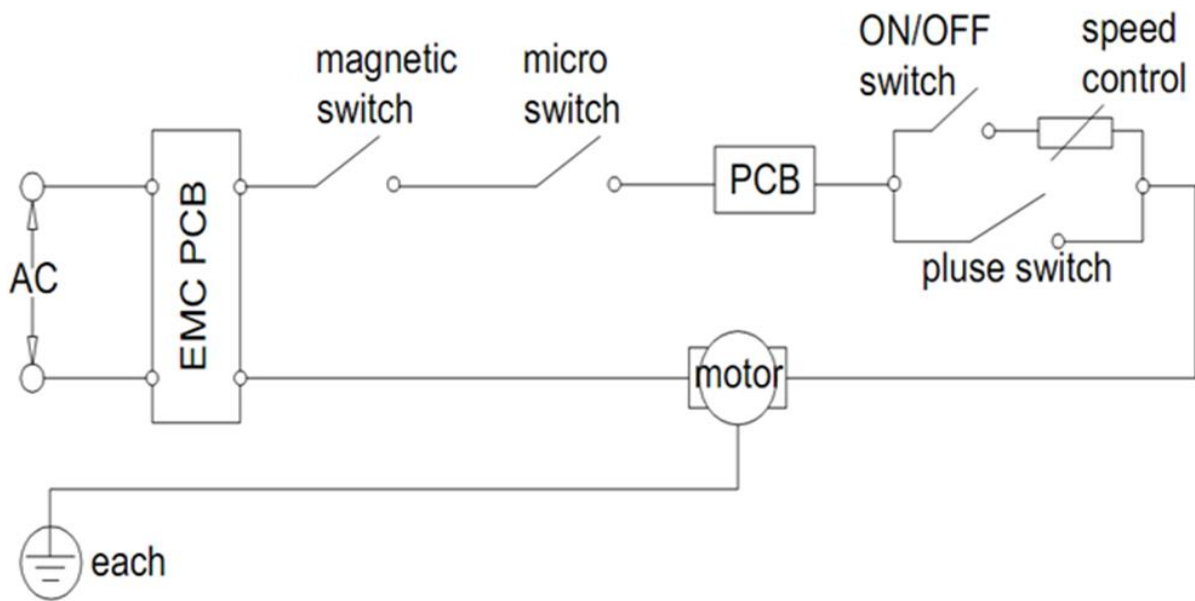 magnetic
switch
micro
switch
ON/OFF
switch
speed
control
AC
EMC PCB
PCB
pluse switch
motor
each